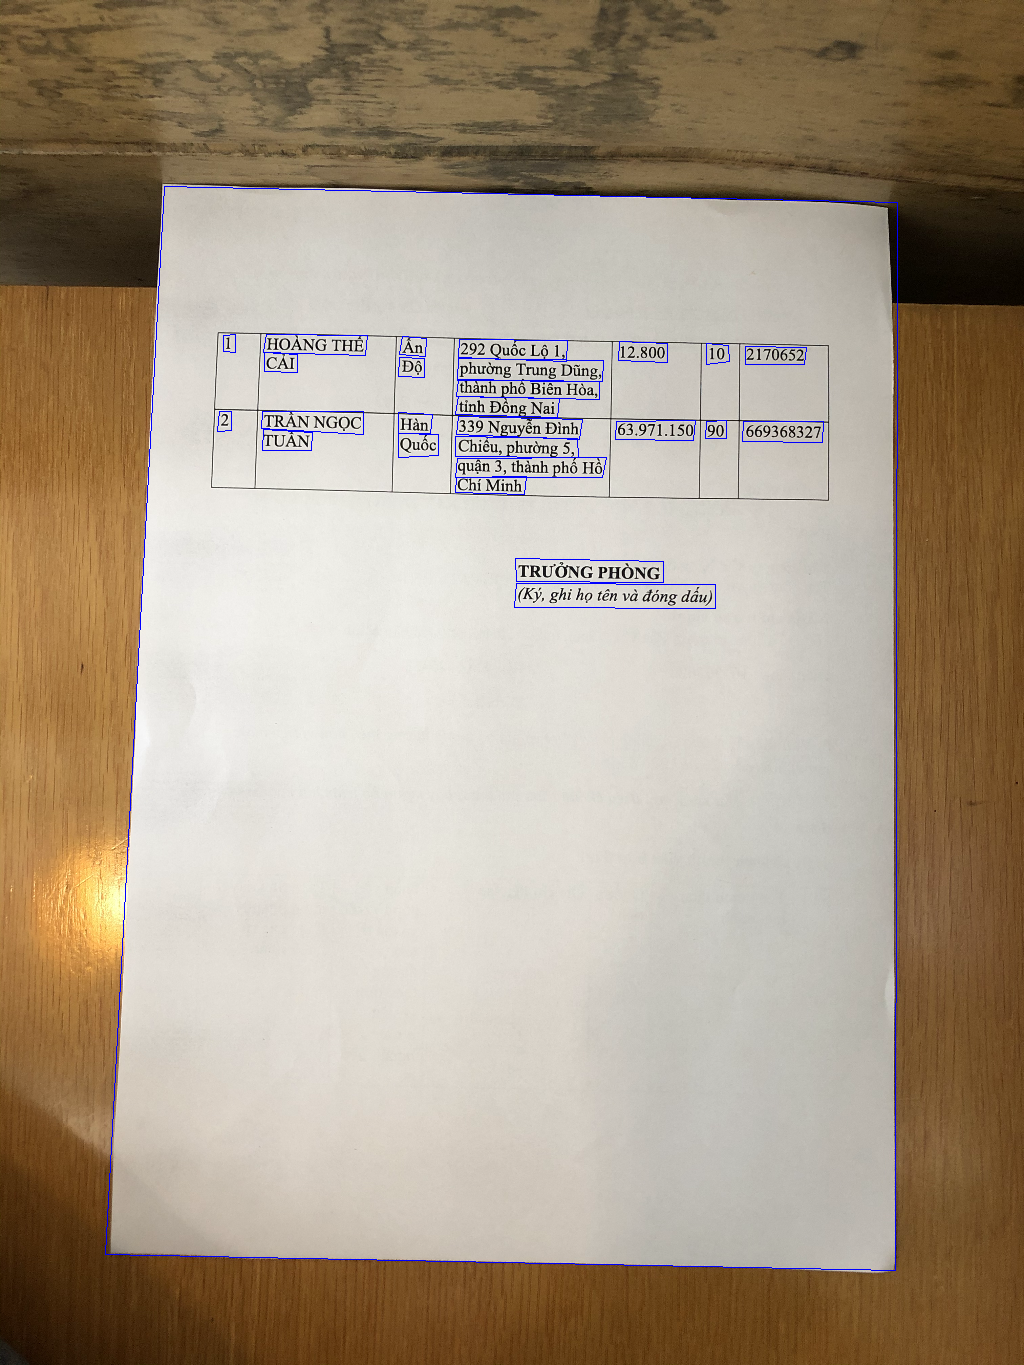 1 HOÀNG THẾ CẢI Ấn Độ 292 Quốc Lộ 1, phường Trung Dũng, thành phố Biên Hòa, tỉnh Đồng Nai 12.800 10 2170652
2 TRẦN NGỌC TUẤN Hàn Quốc 339 Nguyễn Đình Chiểu, phường 5, quận 3, thành phố Hồ Chí Minh 63.971.150 90 669368327
TRƯỞNG PHÒNG
(Ký, ghi họ tên và đóng dấu)